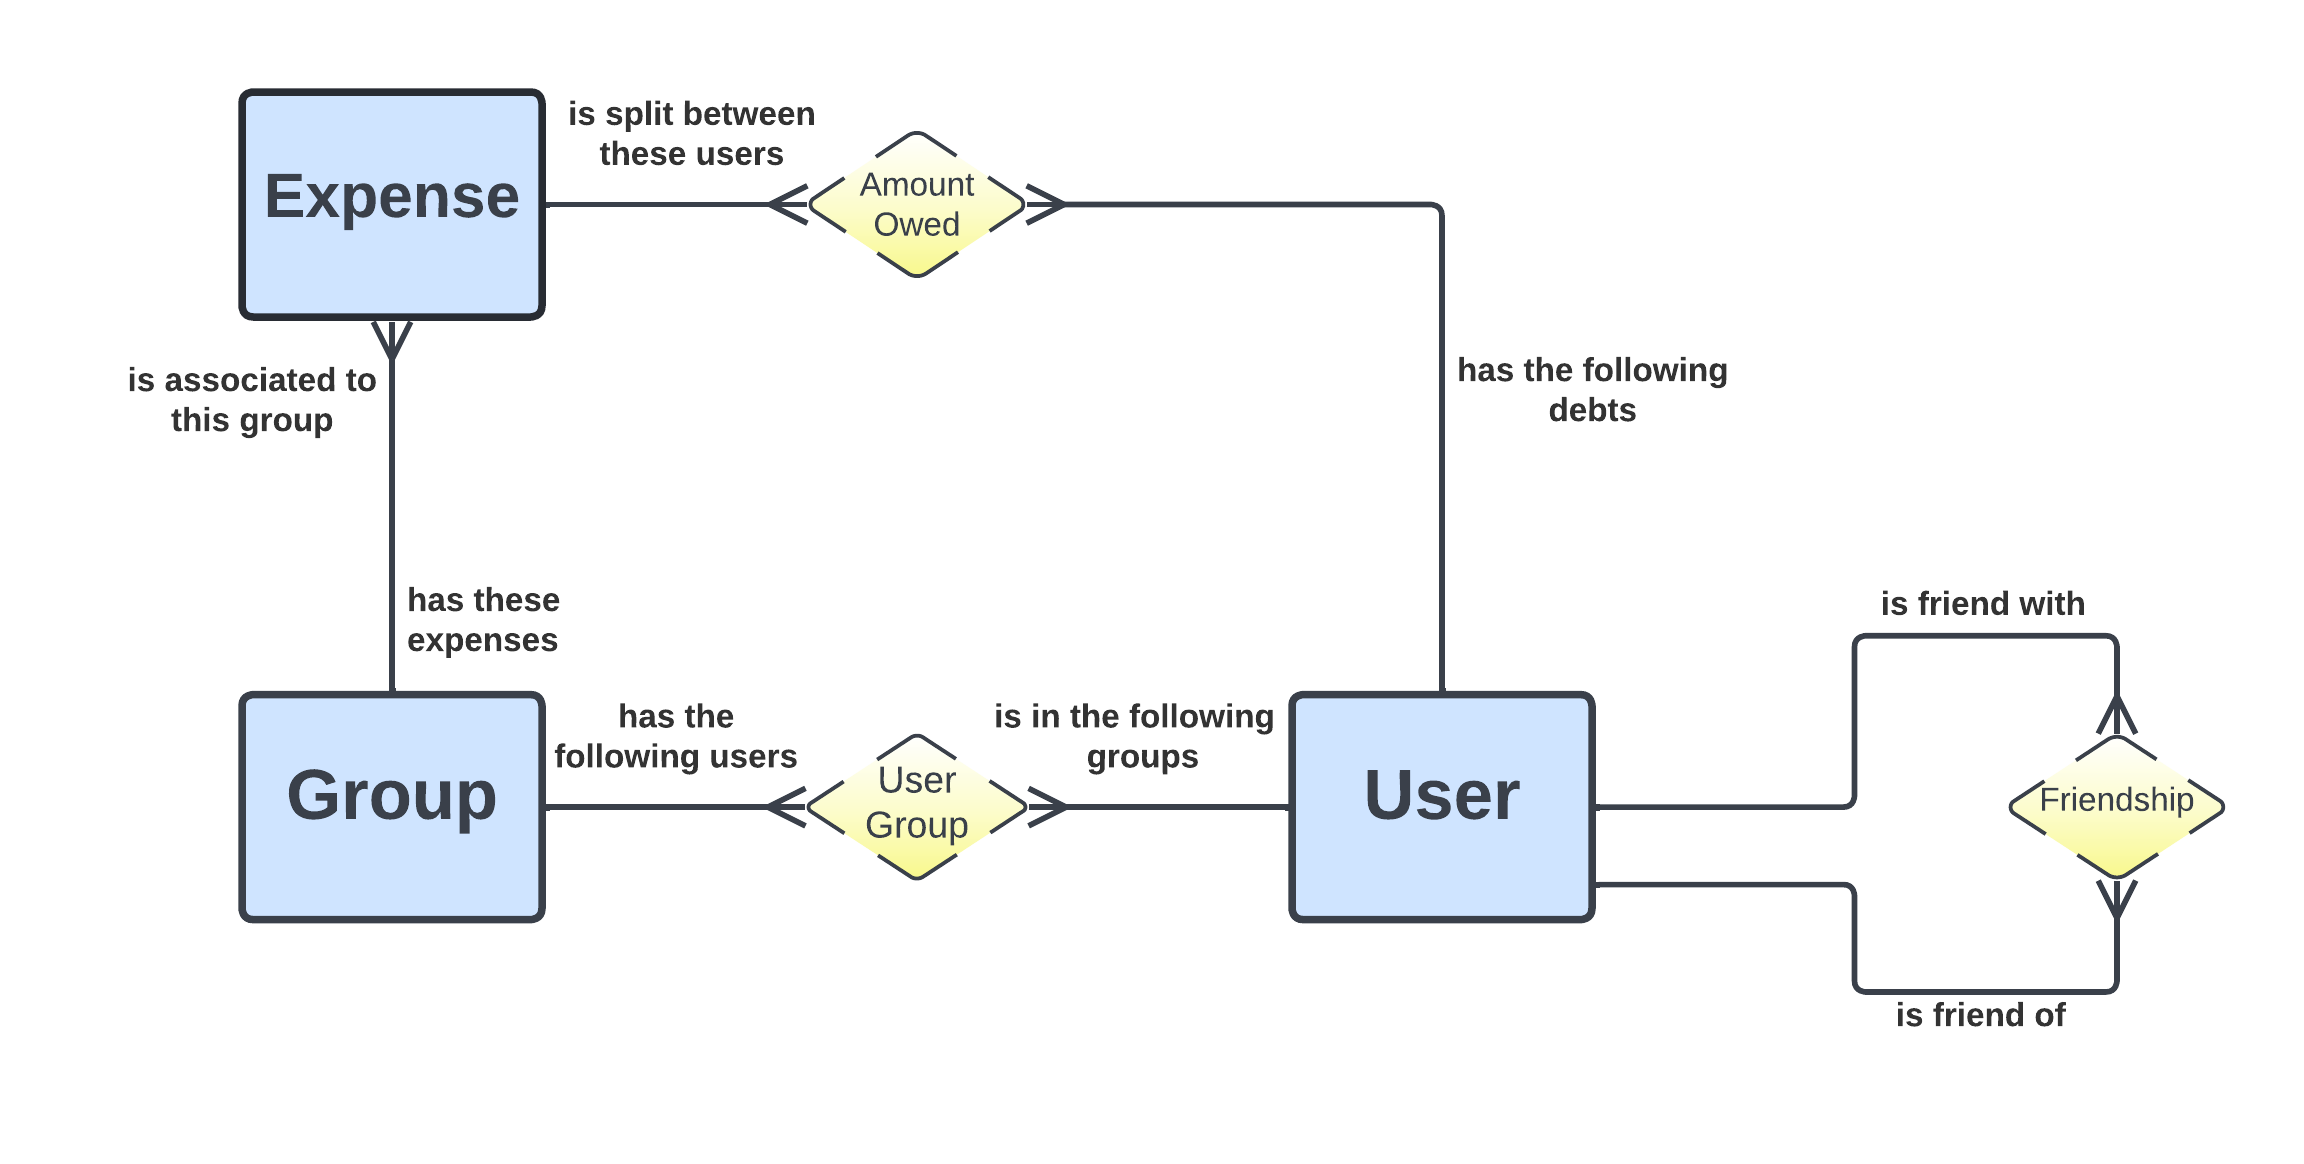 is split between
these users
Expense
Amount
Owed
is associated to
this group
has the following
debts
has these
expenses
is friend with
has the
following users
is in the following
groups
Group
User
Group
User
Friendship
is friend of